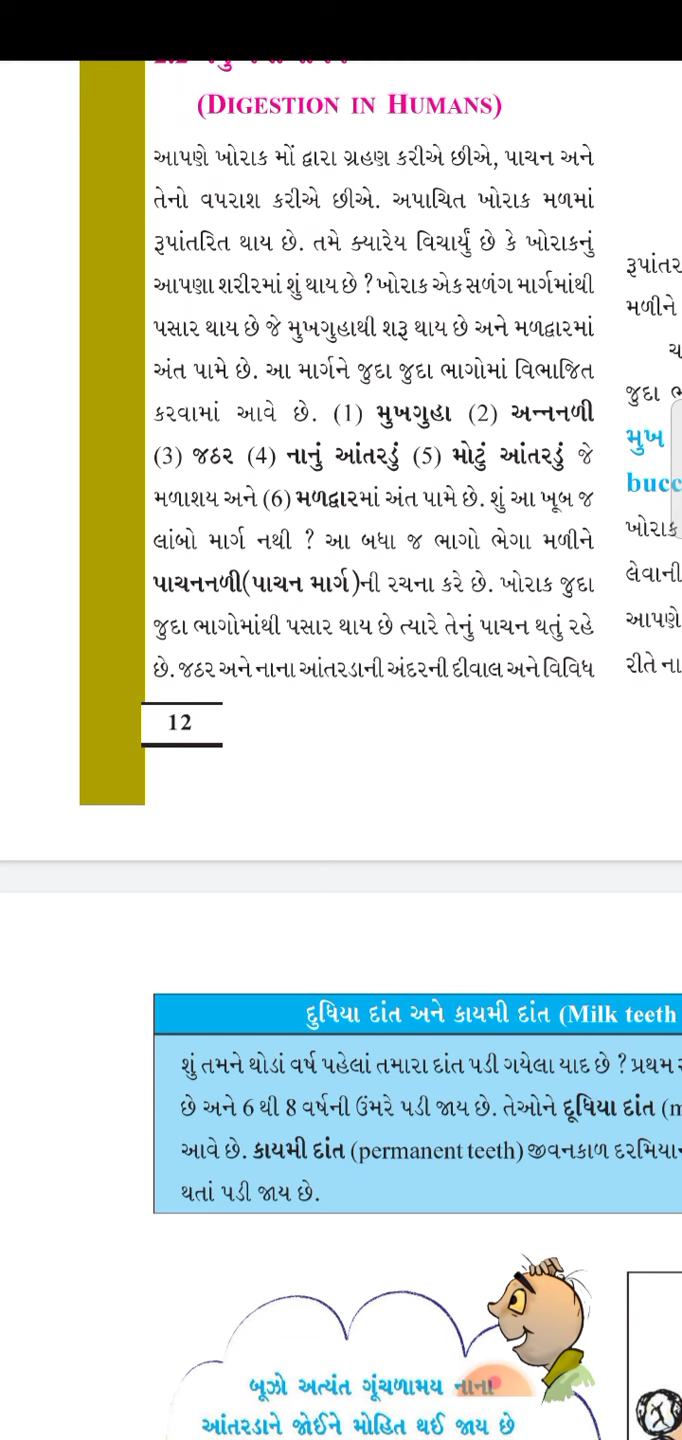 (DIGESTION IN HUMANS)
આપણે ખોરાક મોં દ્વારા ગ્રહણ કરીએ છીએ, પાચન અને
તેનો વપરાશ કરીએ છીએ. અપાચિત ખોરાક મળમાં
રૂપાંતરિત થાય છે. તમે ક્યારેય વિચાર્યું છે કે ખોરાકનું
આપણા શરીરમાં શું થાય છે ? ખોરાક એક સળંગ માર્ગમાંથી
પસાર થાય છે જે મુખગુહાથી શરૂ થાય છે અને મળદ્વારમાં
અંત પામે છે. આ માર્ગને જુદા જુદા ભાગોમાં વિભાજિત
કરવામાં આવે છે. (1) મુખગુહા (2) અન્નનળી
(3) જઠર (4) નાનું આંતરડું (5) મોટું આંતરડું જે
મળાશય અને (6) મળદ્વારમાં અંત પામે છે. શું આ ખૂબ જ
લાંબો માર્ગ નથી ? આ બધા જ ભાગો ભેગા મળીને
પાચનનળી(પાચન માર્ગ)ની રચના કરે છે. ખોરાક જુદા
જુદા ભાગોમાંથી પસાર થાય છે ત્યારે તેનું પાચન થતું રહે
છે. જઠર અને નાના આંતરડાની અંદરની દીવાલ અને વિવિધ
12
રૂપાંતર
મળીને
જુદા
મુખ
bucc
ખોરાક
લેવાની
આપણે
રીતે ના
દુધિયા દાંત અને કાયમી દાંત (Milk teeth
શું તમને થોડાં વર્ષ પહેલાં તમારા દાંત પડી ગયેલા યાદ છે ? પ્રથમ
છે અને 6 થી 8 વર્ષની ઉંમરે પડી જાય છે. તેઓને દૂધિયા દાંત (m
આવે છે. કાયમી દાંત (permanent teeth) જીવનકાળ દરમિયાન
થતાં પડી જાય છે.
બૂઝો અત્યંત ગૂંચળામય નાના
આંતરડાને જોઈને મોહિત થઈ જાય છે